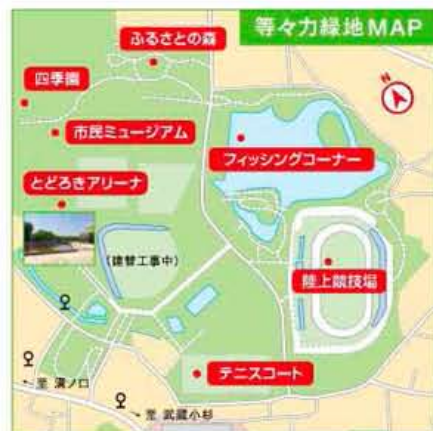 等々力緑地MAP
ふるさとの森
N
四季園
市民ミュージアム
フィッシングコーナー
とどろきアリーナ
(建替工事中)
陸上競技場
テニスコート
至 溝ノ口
至 武蔵小杉